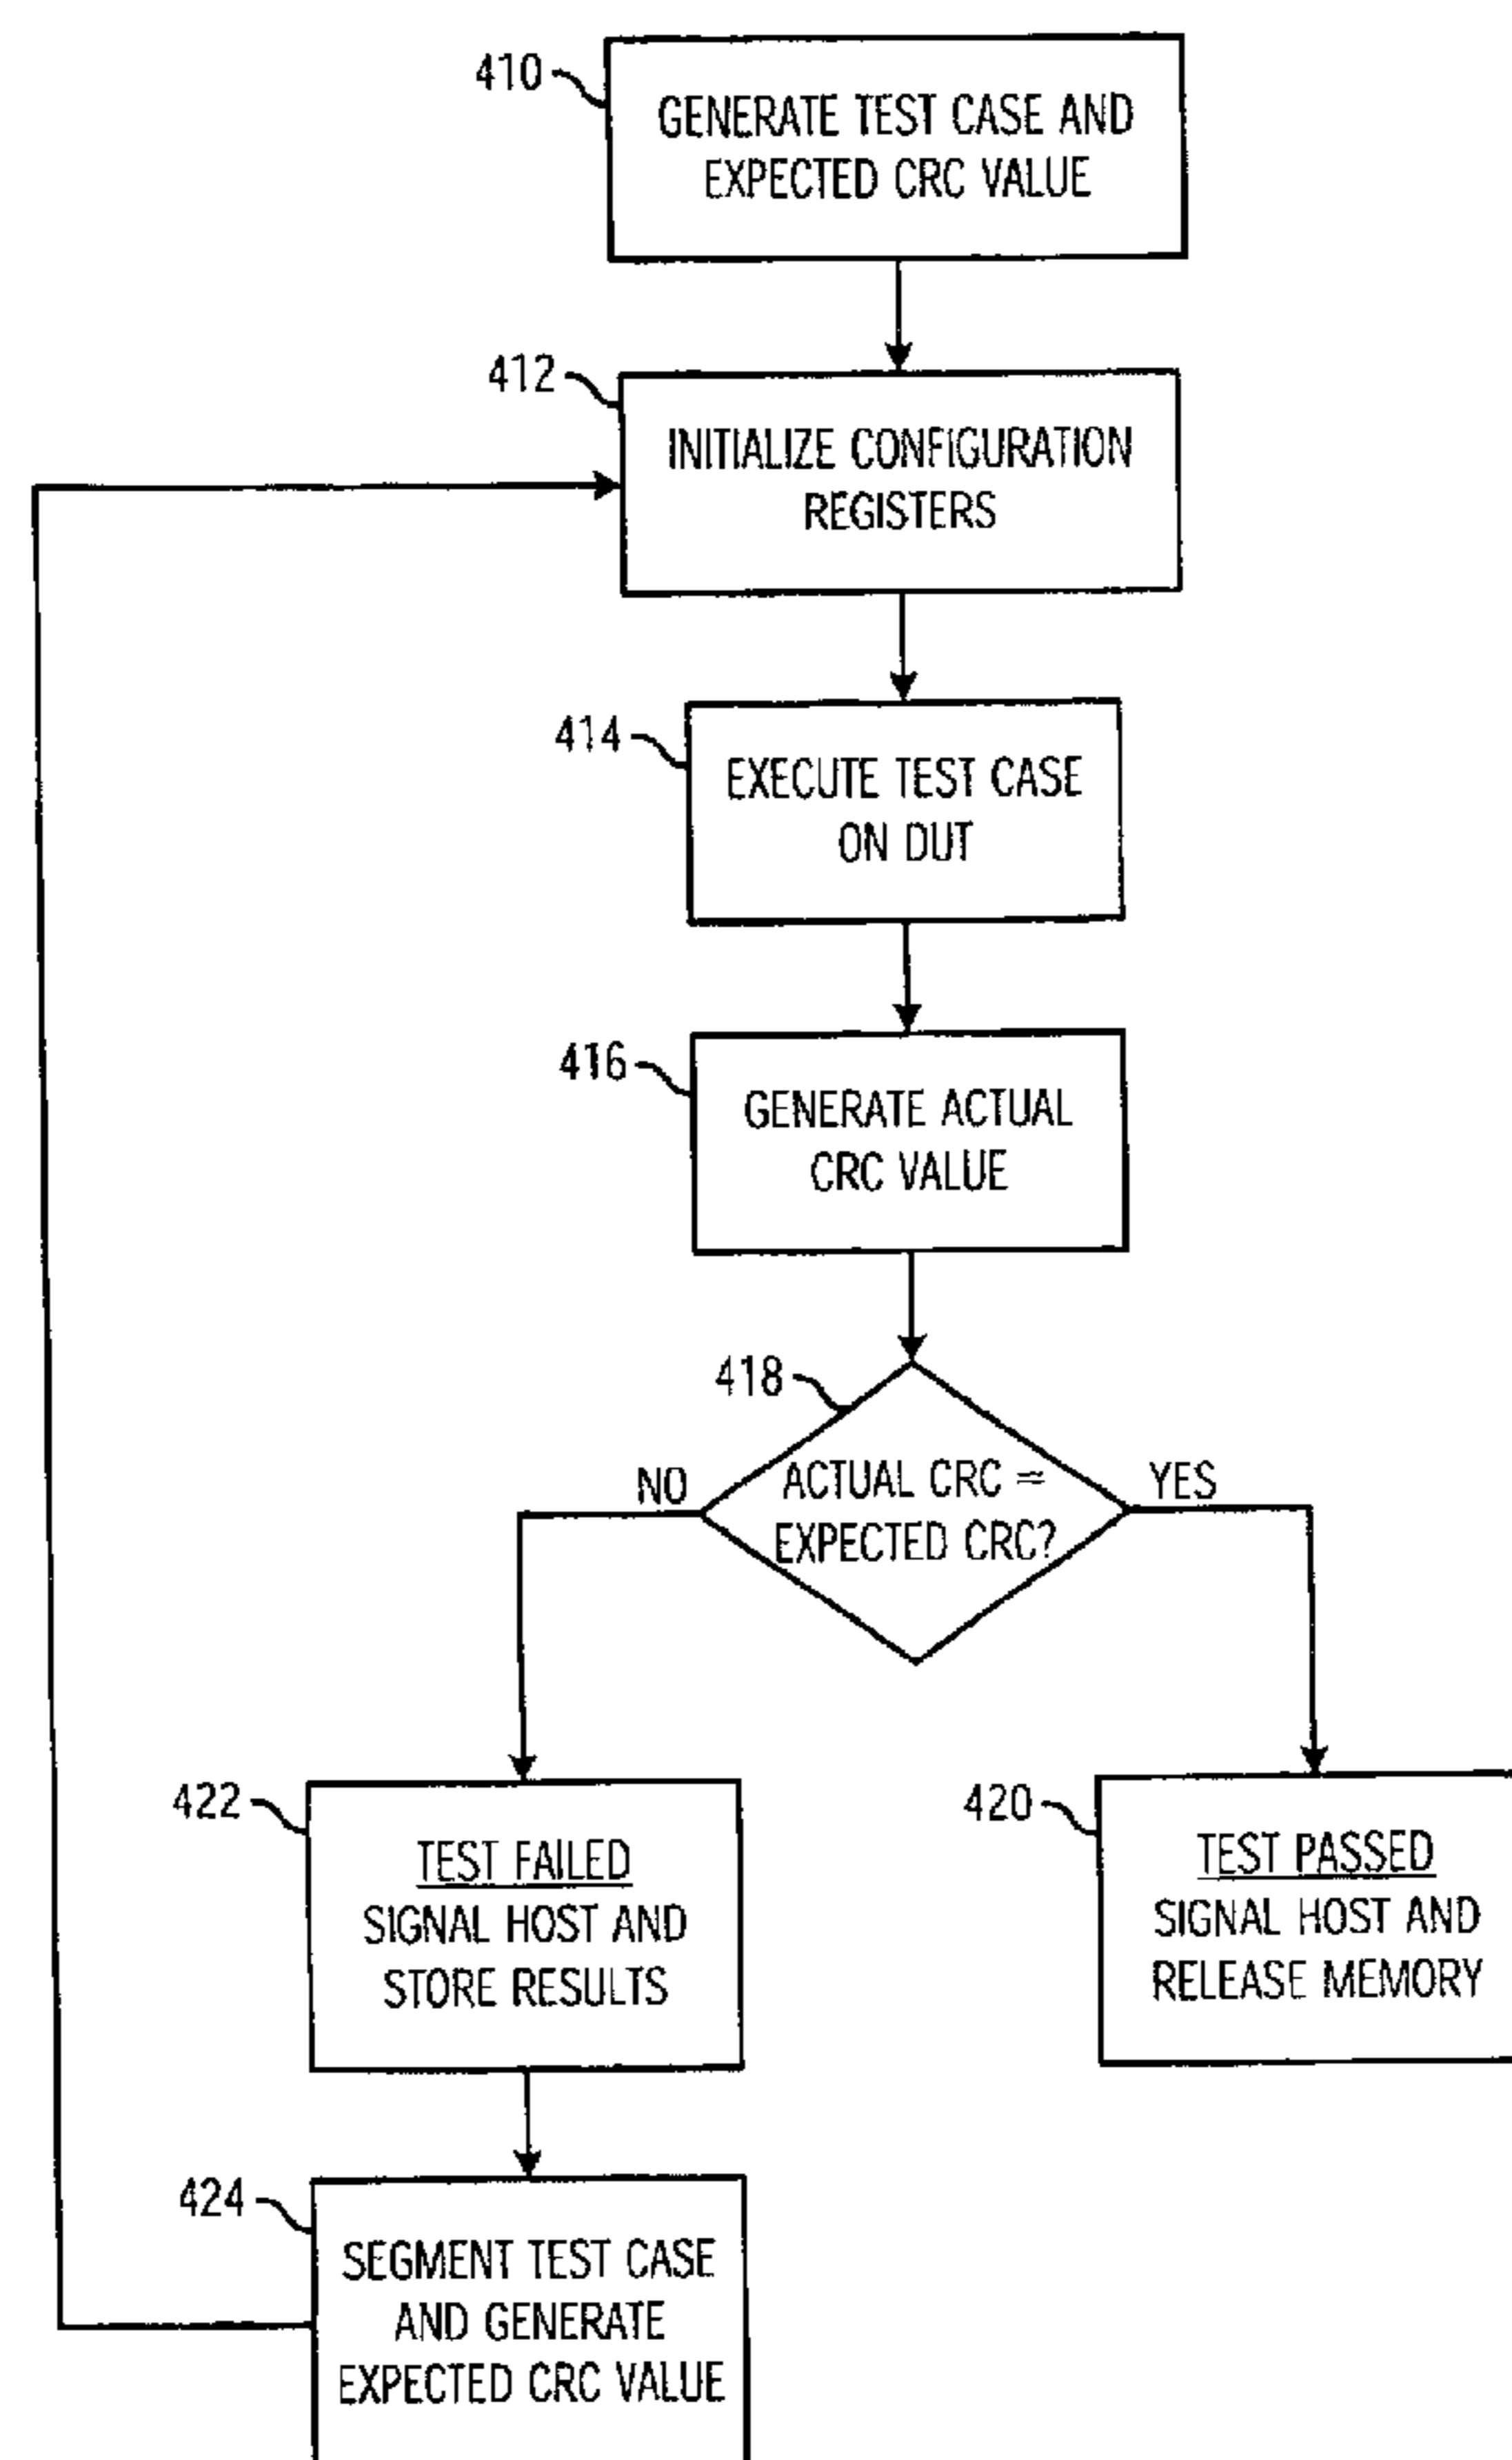 410
GENERATE TEST CASE AND
EXPECTED CRC VALUE
412
INITIALIZE CONFIGURATION
REGISTERS
414
EXECUTE TEST CASE
ON DUT
416
GENERATE ACTUAL
CRC VALUE
418
NO
ACTUAL CRC =
EXPECTED CRC?
YES
422
TEST FAILED
SIGNAL HOST AND
STORE RESULTS
420
TEST PASSED
SIGNAL HOST AND
RELEASE MEMORY
424
SEGMENT TEST CASE
AND GENERATE
EXPECTED CRC VALUE